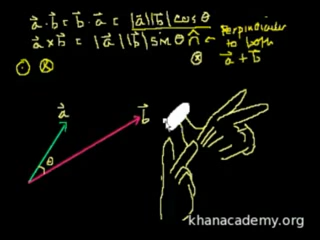 a⃗ · b⃗ = b⃗ · a⃗ = |a⃗||b⃗| cos θ
a⃗ × b⃗ = |a⃗||b⃗| sin θ n̂ ← Perpendicular
to both
a⃗ + b⃗
a⃗
b⃗
θ
khanacademy.org